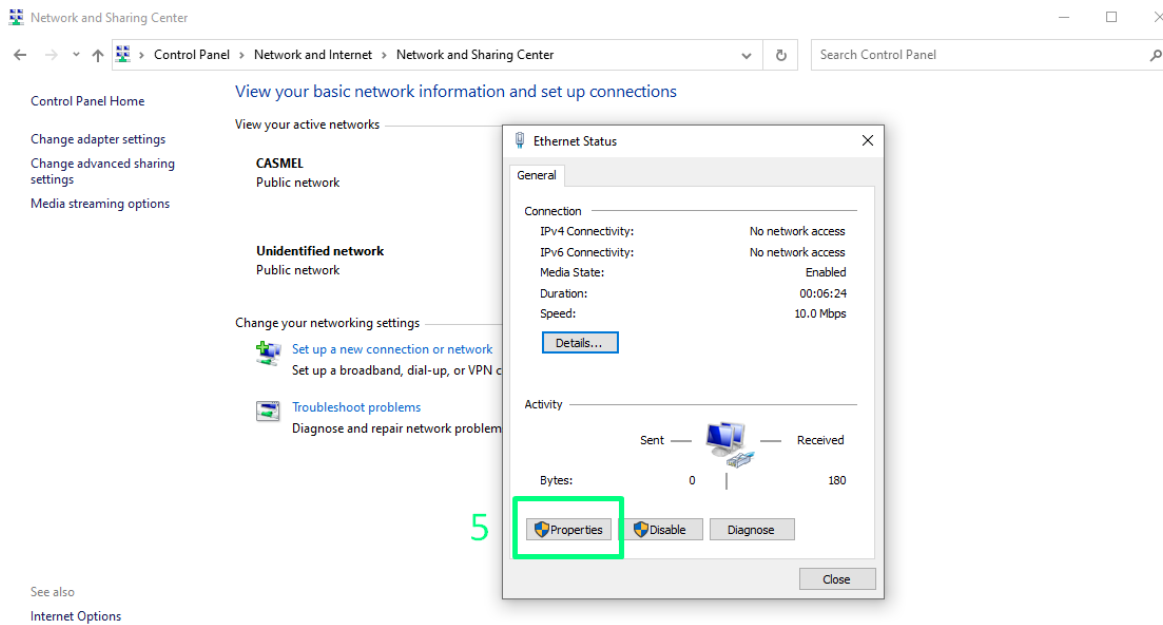 Network and Sharing Center
Control Panel > Network and Internet > Network and Sharing Center
Search Control Panel
Control Panel Home
Change adapter settings
Change advanced sharing
settings
Media streaming options
See also
Internet Options
View your basic network information and set up connections
View your active networks
CASMEL
Public network
Unidentified network
Public network
Change your networking settings
Set up a new connection or network
Set up a broadband, dial-up, or VPN c
Troubleshoot problems
Diagnose and repair network problem
Ethernet Status
General
Connection
IPv4 Connectivity: No network access
IPv6 Connectivity: No network access
Media State: Enabled
Duration: 00:06:24
Speed: 10.0 Mbps
Details...
Activity
Sent Received
Bytes: 0 180
5
Properties Disable Diagnose
Close